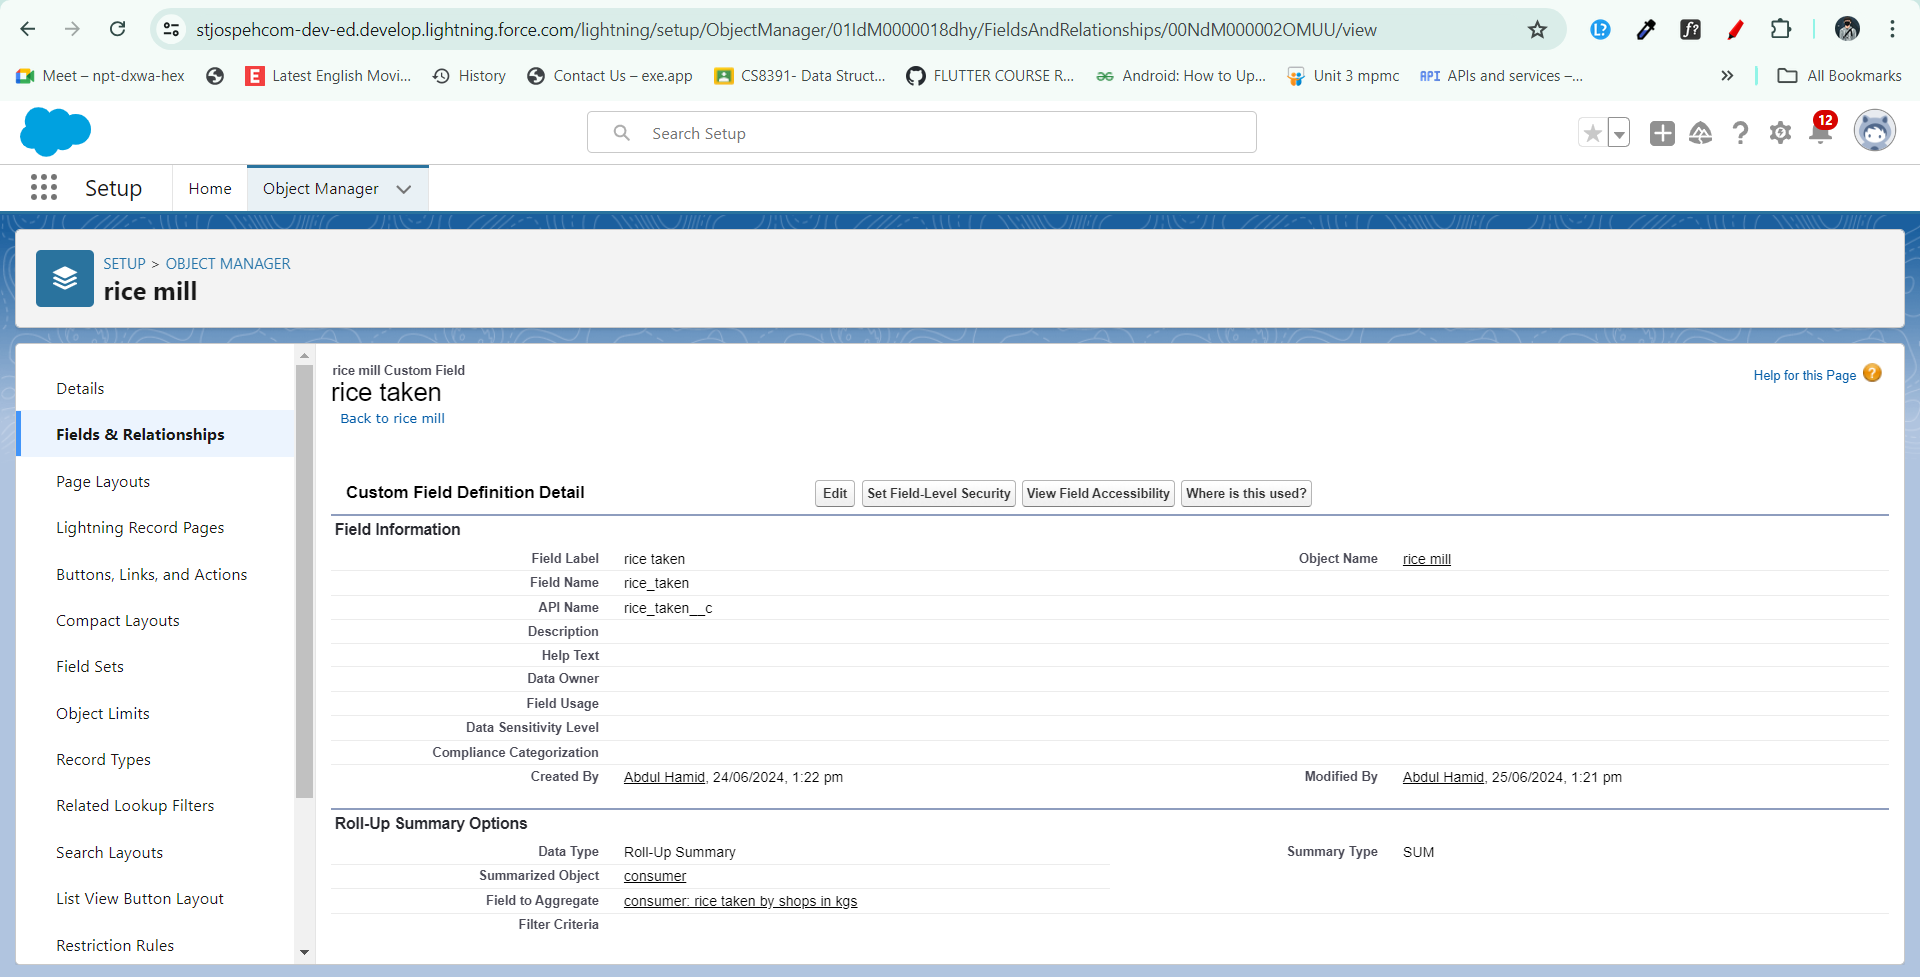 stjospehcom-dev-ed.develop.lightning.force.com/lightning/setup/ObjectManager/01IdM0000018dhy/FieldsAndRelationships/00NdM000002OMUU/view
Meet – npt-dxwa-hex
Latest English Movi...
History
Contact Us – exe.app
CS8391- Data Struct...
FLUTTER COURSE R...
Android: How to Up...
Unit 3 mpmc
API APIs and services –...
All Bookmarks
Search Setup
12
Setup
Home
Object Manager
SETUP > OBJECT MANAGER
rice mill
Details
Fields & Relationships
Page Layouts
Lightning Record Pages
Buttons, Links, and Actions
Compact Layouts
Field Sets
Object Limits
Record Types
Related Lookup Filters
Search Layouts
List View Button Layout
Restriction Rules
rice mill Custom Field
rice taken
Back to rice mill
Help for this Page
Custom Field Definition Detail
Edit
Set Field-Level Security
View Field Accessibility
Where is this used?
Field Information
Field Label rice taken
Object Name rice mill
Field Name rice_taken
API Name rice_taken__c
Description
Help Text
Data Owner
Field Usage
Data Sensitivity Level
Compliance Categorization
Created By Abdul Hamid, 24/06/2024, 1:22 pm
Modified By Abdul Hamid, 25/06/2024, 1:21 pm
Roll-Up Summary Options
Data Type Roll-Up Summary
Summary Type SUM
Summarized Object consumer
Field to Aggregate consumer: rice taken by shops in kgs
Filter Criteria